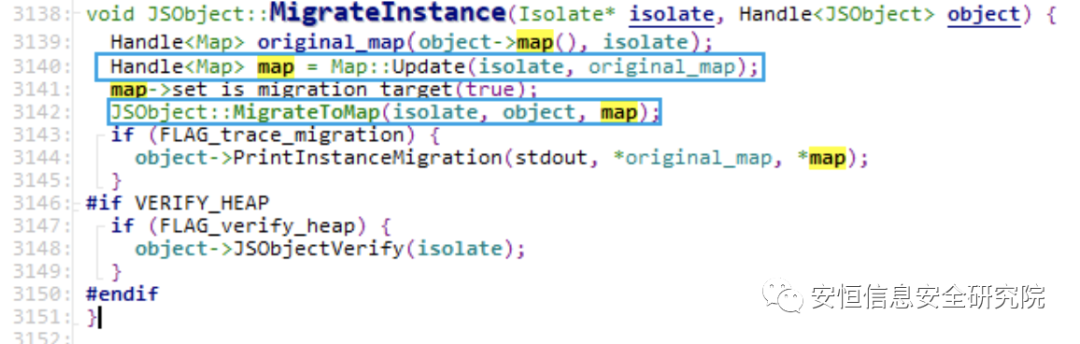 3138: void JSObject::MigrateInstance(Isolate* isolate, Handle<JSObject> object) {
3139: Handle<Map> original_map(object->map(), isolate);
3140: Handle<Map> map = Map::Update(isolate, original_map);
3141: map->set_is_migration_target(true);
3142: JSObject::MigrateToMap(isolate, object, map);
3143: if (FLAG_trace_migration) {
3144: object->PrintInstanceMigration(stdout, *original_map, *map);
3145: }
3146: #if VERIFY_HEAP
3147: if (FLAG_verify_heap) {
3148: object->JSObjectVerify(isolate);
3149: }
3150: #endif
3151: }
3152:
安恒信息安全研究院